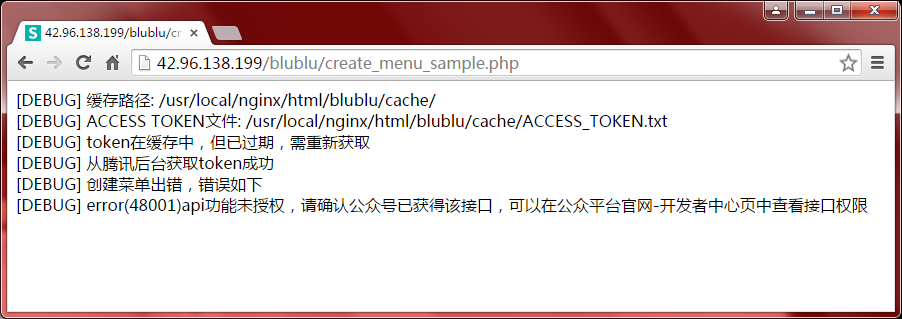 S 42.96.138.199/blublu/cr
42.96.138.199/blublu/create_menu_sample.php
[DEBUG] 缓存路径: /usr/local/nginx/html/blublu/cache/
[DEBUG] ACCESS TOKEN文件: /usr/local/nginx/html/blublu/cache/ACCESS_TOKEN.txt
[DEBUG] token在缓存中，但已过期，需重新获取
[DEBUG] 从腾讯后台获取token成功
[DEBUG] 创建菜单出错，错误如下
[DEBUG] error(48001)api功能未授权，请确认公众号已获得该接口，可以在公众平台官网-开发者中心页中查看接口权限